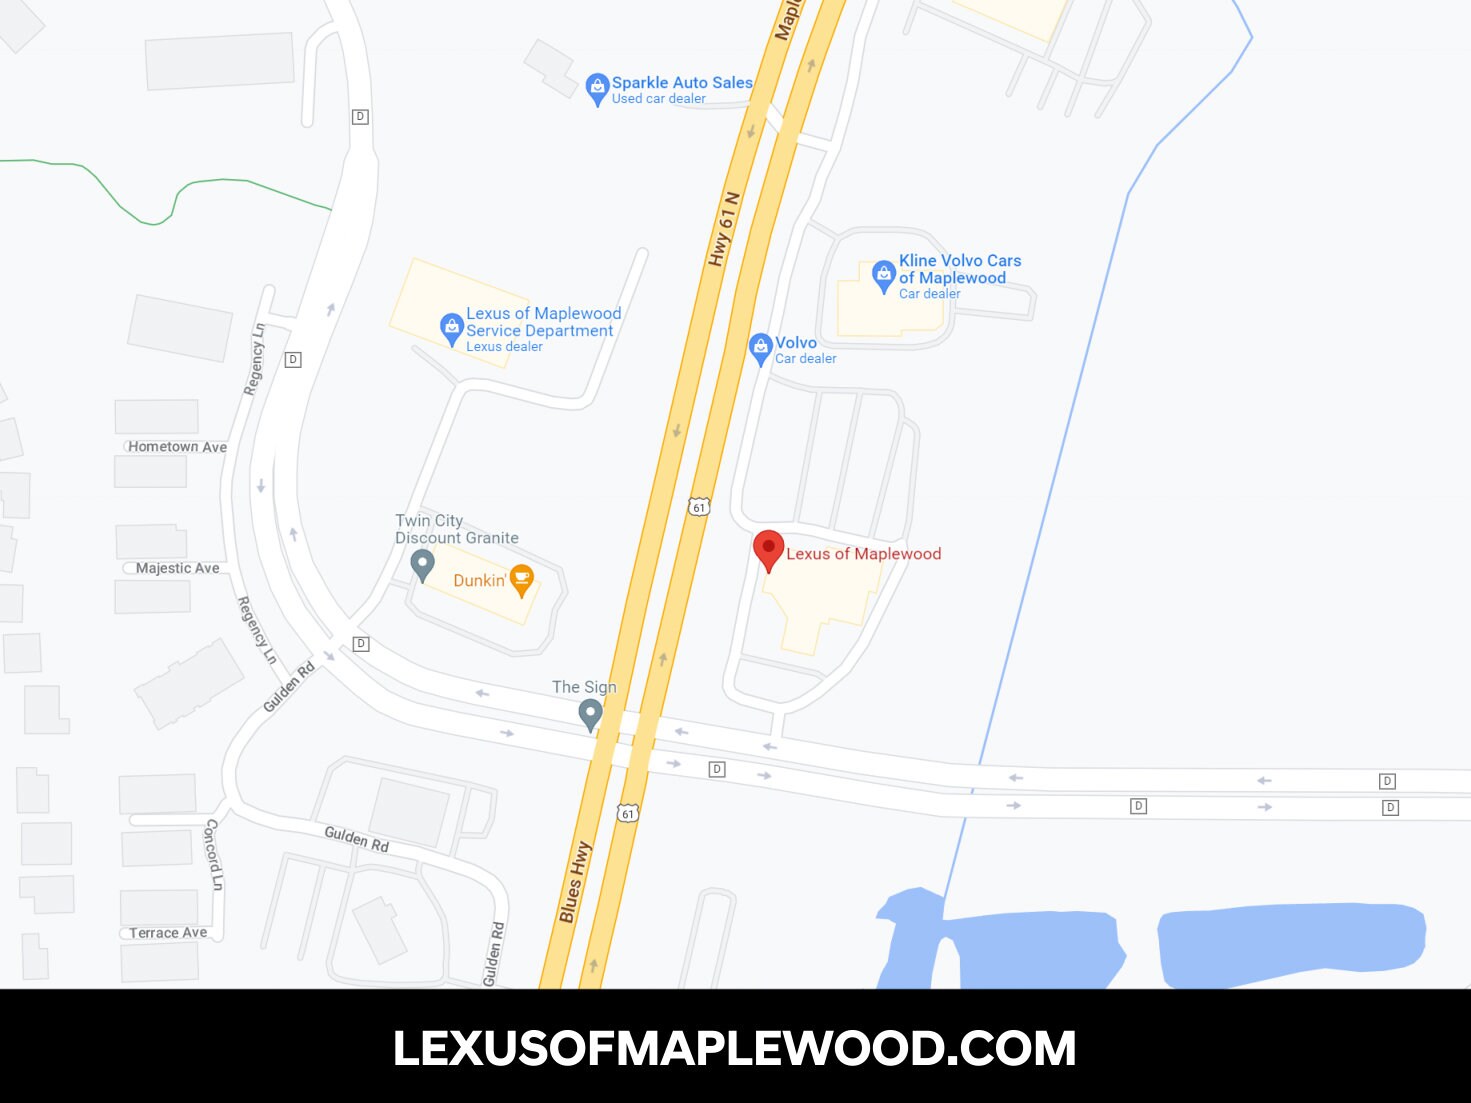 Maple
Sparkle Auto Sales
Used car dealer
D
Hwy 61 N
Kline Volvo Cars
of Maplewood
Car dealer
Lexus of Maplewood
Service Department
Lexus dealer
Volvo
Car dealer
Regency Ln
D
Hometown Ave
61
Twin City
Discount Granite
Dunkin'
Lexus of Maplewood
Majestic Ave
Regency Ln
D
Gulden Rd
The Sign
D
D
D
D
61
Gulden Rd
Concord Ln
Blues Hwy
Terrace Ave
Gulden Rd
LEXUSOFMAPLEWOOD.COM